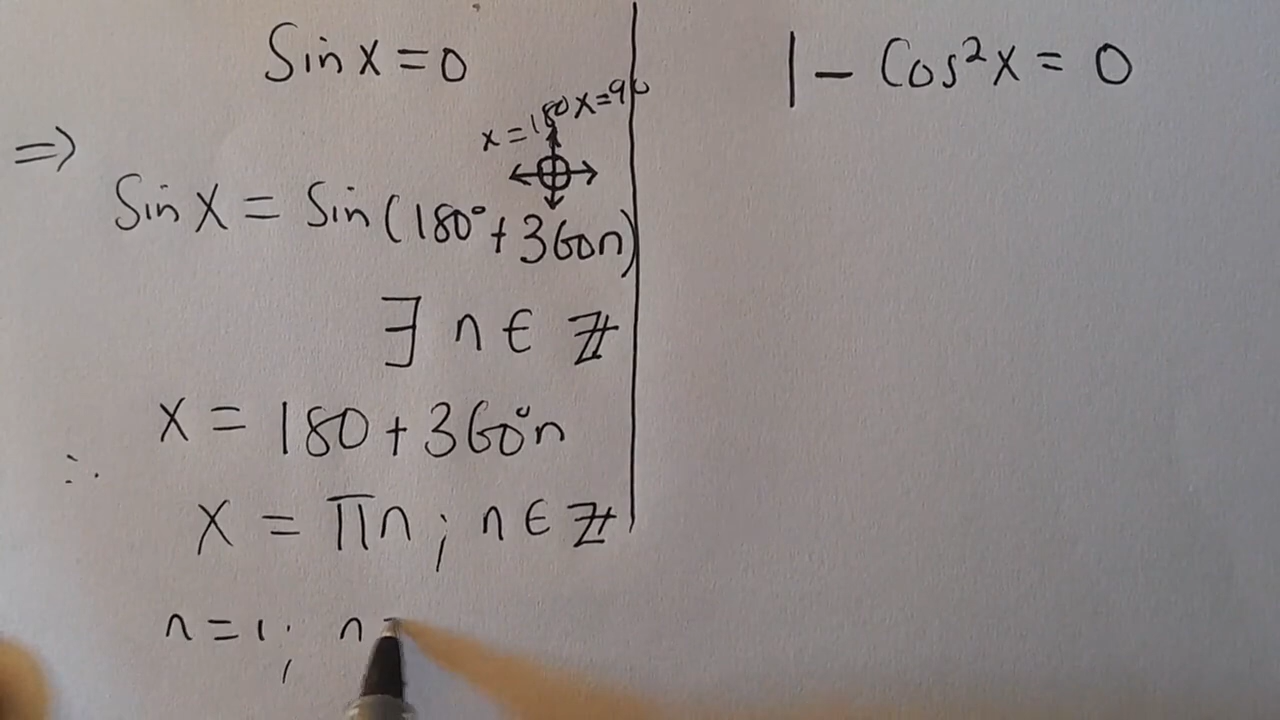 Sin x = 0
x = 180 x = 90
⇒
Sin x = Sin (180° + 360n)
∃ n ∈ ℤ
x = 180 + 360°n
∴
x = πn ; n ∈ ℤ
n = 1 ; n =
1 - Cos²x = 0